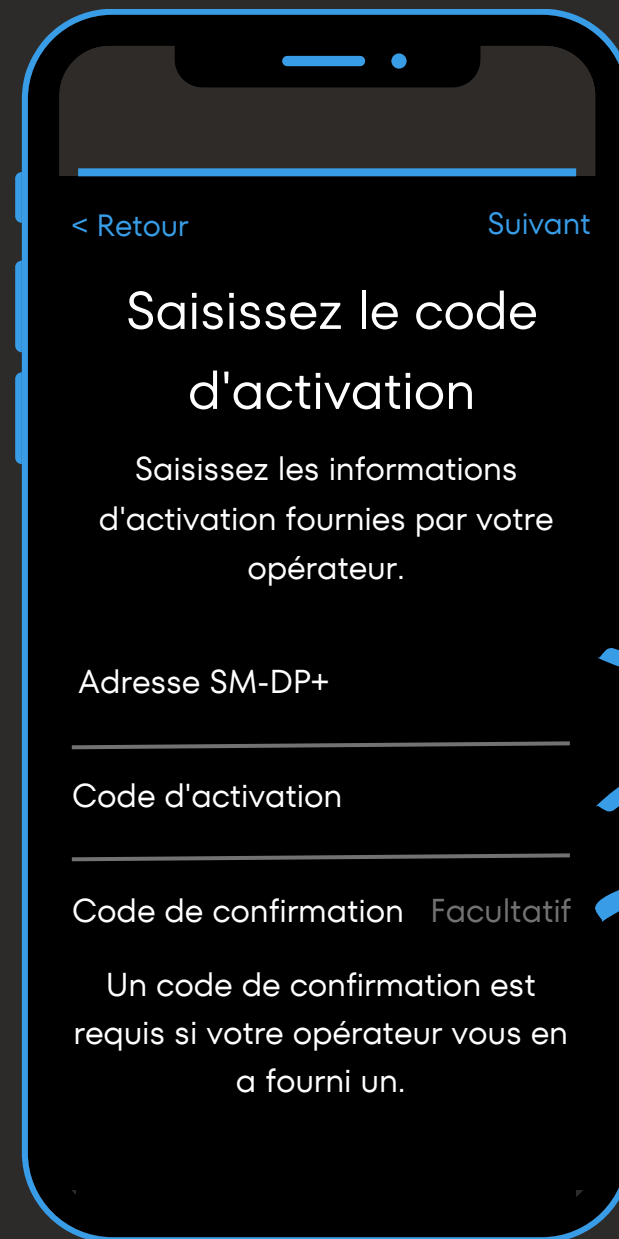 < Retour
Suivant
Saisissez le code
d'activation
Saisissez les informations
d'activation fournies par votre
opérateur.
Adresse SM-DP+
Code d'activation
Code de confirmation Facultatif
Un code de confirmation est
requis si votre opérateur vous en
a fourni un.